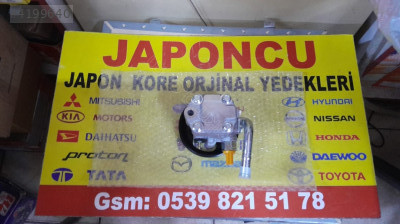 4199040
JAPONCU
JAPON KORE ORJİNAL YEDEKLERİ
MITSUBISHI
HYUNDAI
KIA MOTORS
NISSAN
DAIHATSU
HONDA
proton
DAEWOO
TATA
TOYOTA
Gsm: 0539 821 51 78